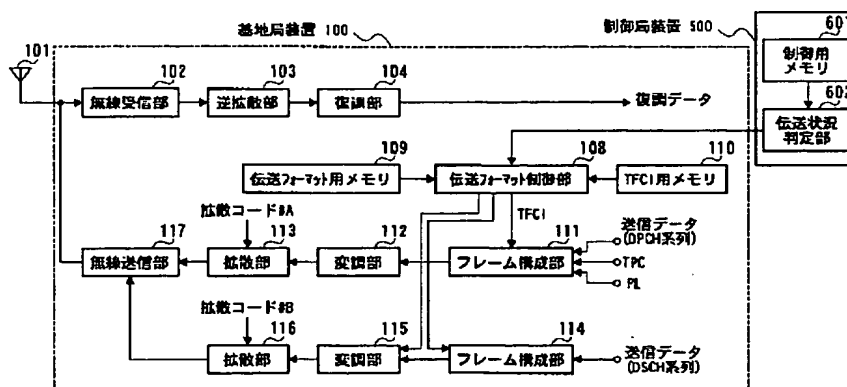 基地局装置 100
制御局装置 500
101
102
無線受信部
103
逆拡散部
104
復調部
復調データ
601
制御用
メモリ
602
伝送状況
判定部
109
伝送フォーマット用メモリ
108
伝送フォーマット制御部
110
TFCI用メモリ
TFCI
拡散コード#A
117
無線送信部
113
拡散部
112
変調部
111
フレーム構成部
送信データ
(DPCH系列)
TPC
PL
拡散コード#B
116
拡散部
115
変調部
114
フレーム構成部
送信データ
(DSCH系列)